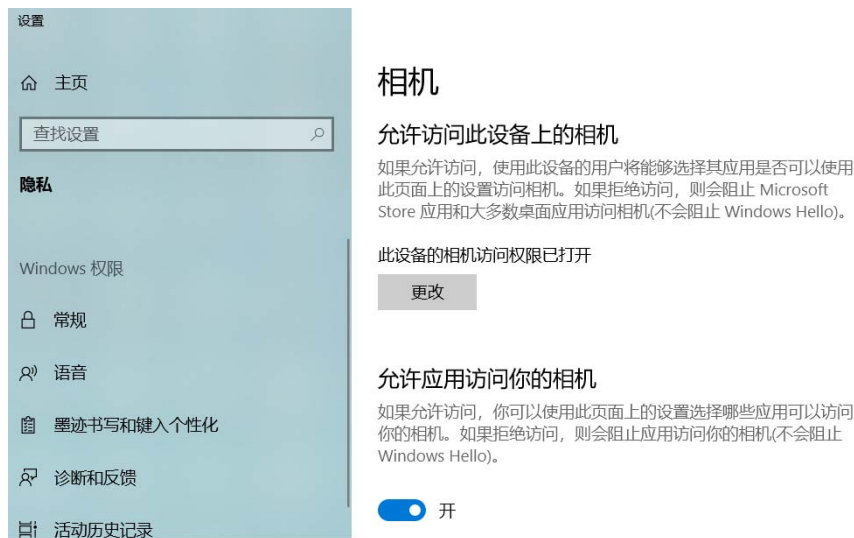 设置
主页
查找设置
隐私
Windows 权限
常规
语音
墨迹书写和键入个性化
诊断和反馈
活动历史记录
相机
允许访问此设备上的相机
如果允许访问，使用此设备的用户将能够选择其应用是否可以使用
此页面上的设置访问相机。如果拒绝访问，则会阻止 Microsoft
Store 应用和大多数桌面应用访问相机(不会阻止 Windows Hello)。
此设备的相机访问权限已打开
更改
允许应用访问你的相机
如果允许访问，你可以使用此页面上的设置选择哪些应用可以访问
你的相机。如果拒绝访问，则会阻止应用访问你的相机(不会阻止
Windows Hello)。
开